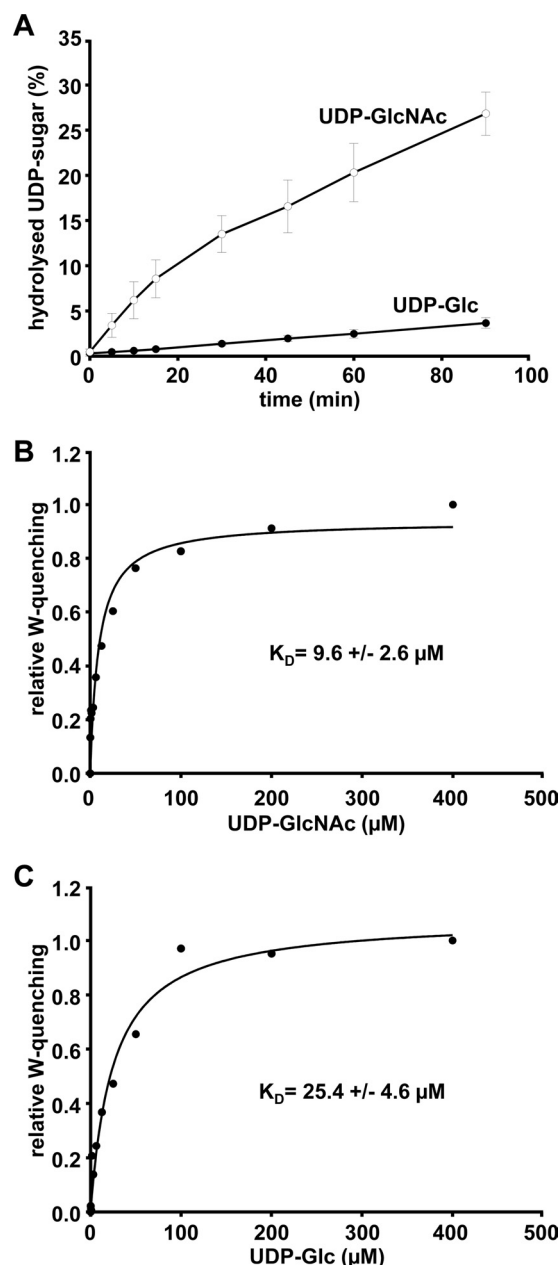 A
hydrolysed UDP-sugar (%)
35
30
25
20
15
10
5
0
UDP-GlcNAc
UDP-Glc
0 20 40 60 80 100
time (min)
B
relative W-quenching
1.2
1.0
0.8
0.6
0.4
0.2
0.0
K_D= 9.6 +/- 2.6 µM
0 100 200 300 400 500
UDP-GlcNAc (µM)
C
relative W-quenching
1.2
1.0
0.8
0.6
0.4
0.2
0.0
K_D= 25.4 +/- 4.6 µM
0 100 200 300 400 500
UDP-Glc (µM)